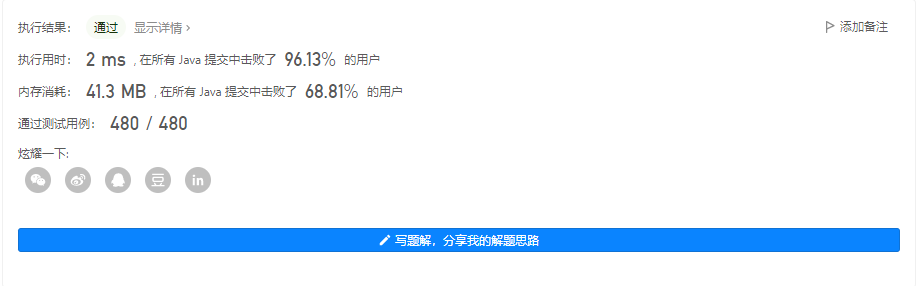 执行结果： 通过 显示详情 › 添加备注
执行用时： 2 ms , 在所有 Java 提交中击败了 96.13% 的用户
内存消耗： 41.3 MB , 在所有 Java 提交中击败了 68.81% 的用户
通过测试用例： 480 / 480
炫耀一下:
豆 in
写题解，分享我的解题思路